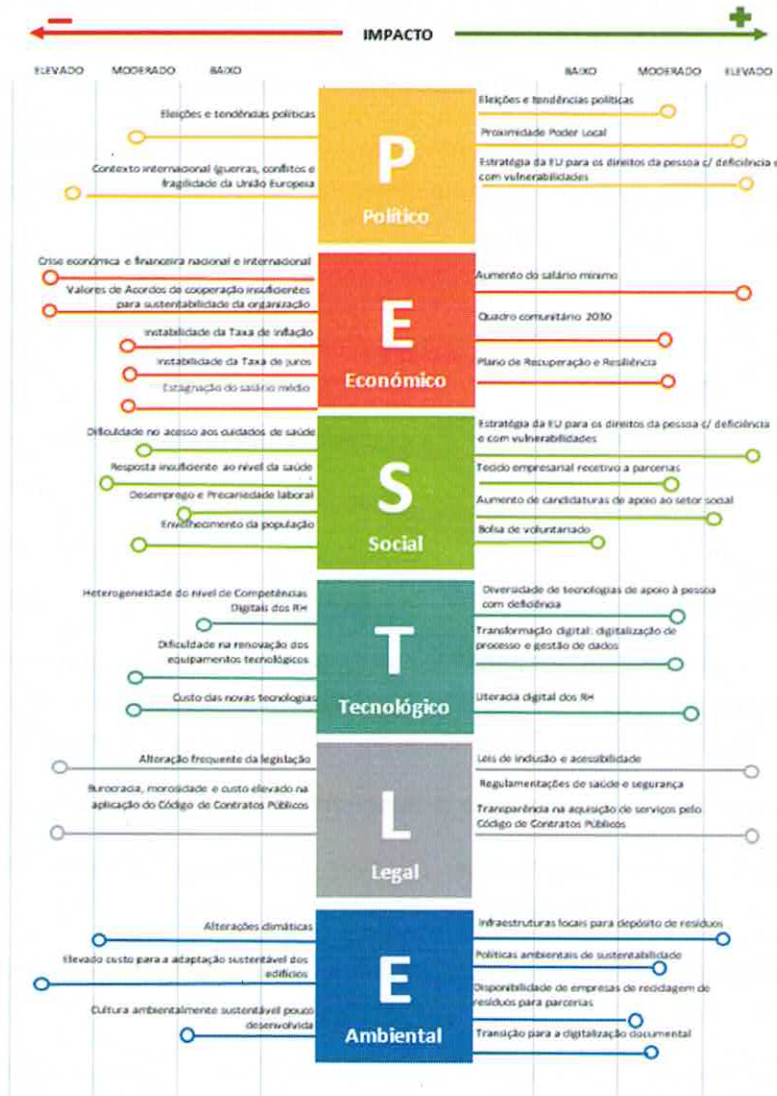 − +
IMPACTO
ELEVADO MODERADO BAIXO BAIXO MODERADO ELEVADO
Eleições e tendências políticas
Contexto internacional (guerras, conflitos e
fragilidade da União Europeia
P
Político
Eleições e tendências políticas
Proximidade Poder Local
Estratégia da EU para os direitos da pessoa c/ deficiência e
com vulnerabilidades
Crise económica e financeira nacional e internacional
Valores de Acordos de cooperação insuficientes
para sustentabilidade da organização
Instabilidade da Taxa de Inflação
Instabilidade da Taxa de Juros
Estagnação do salário médio
E
Económico
Aumento do salário mínimo
Quadro comunitário 2030
Plano de Recuperação e Resiliência
Dificuldade no acesso aos cuidados de saúde
Resposta insuficiente ao nível da saúde
Desemprego e Precariedade laboral
Envelhecimento da população
S
Social
Estratégia da EU para os direitos da pessoa c/ deficiência
e com vulnerabilidades
Tecido empresarial recetivo a parcerias
Aumento de candidaturas de apoio ao setor social
Bolsa de voluntariado
Heterogeneidade do nível de Competências
Digitais dos RH
Dificuldade na renovação dos
equipamentos tecnológicos
Custo das novas tecnologias
T
Tecnológico
Diversidade de tecnologias de apoio à pessoa
com deficiência
Transformação digital: digitalização de
processo e gestão de dados
Literacia digital dos RH
Alteração frequente da legislação
Burocracia, morosidade e custo elevado na
aplicação do Código de Contratos Públicos
L
Legal
Leis de inclusão e acessibilidade
Regulamentações de saúde e segurança
Transparência na aquisição de serviços pelo
Código de Contratos Públicos
Alterações climáticas
Elevado custo para a adaptação sustentável dos
edifícios
Cultura ambientalmente sustentável pouco
desenvolvida
E
Ambiental
Infraestruturas locais para depósito de resíduos
Políticas ambientais de sustentabilidade
Disponibilidade de empresas de reciclagem de
resíduos para parcerias
Transição para a digitalização documental